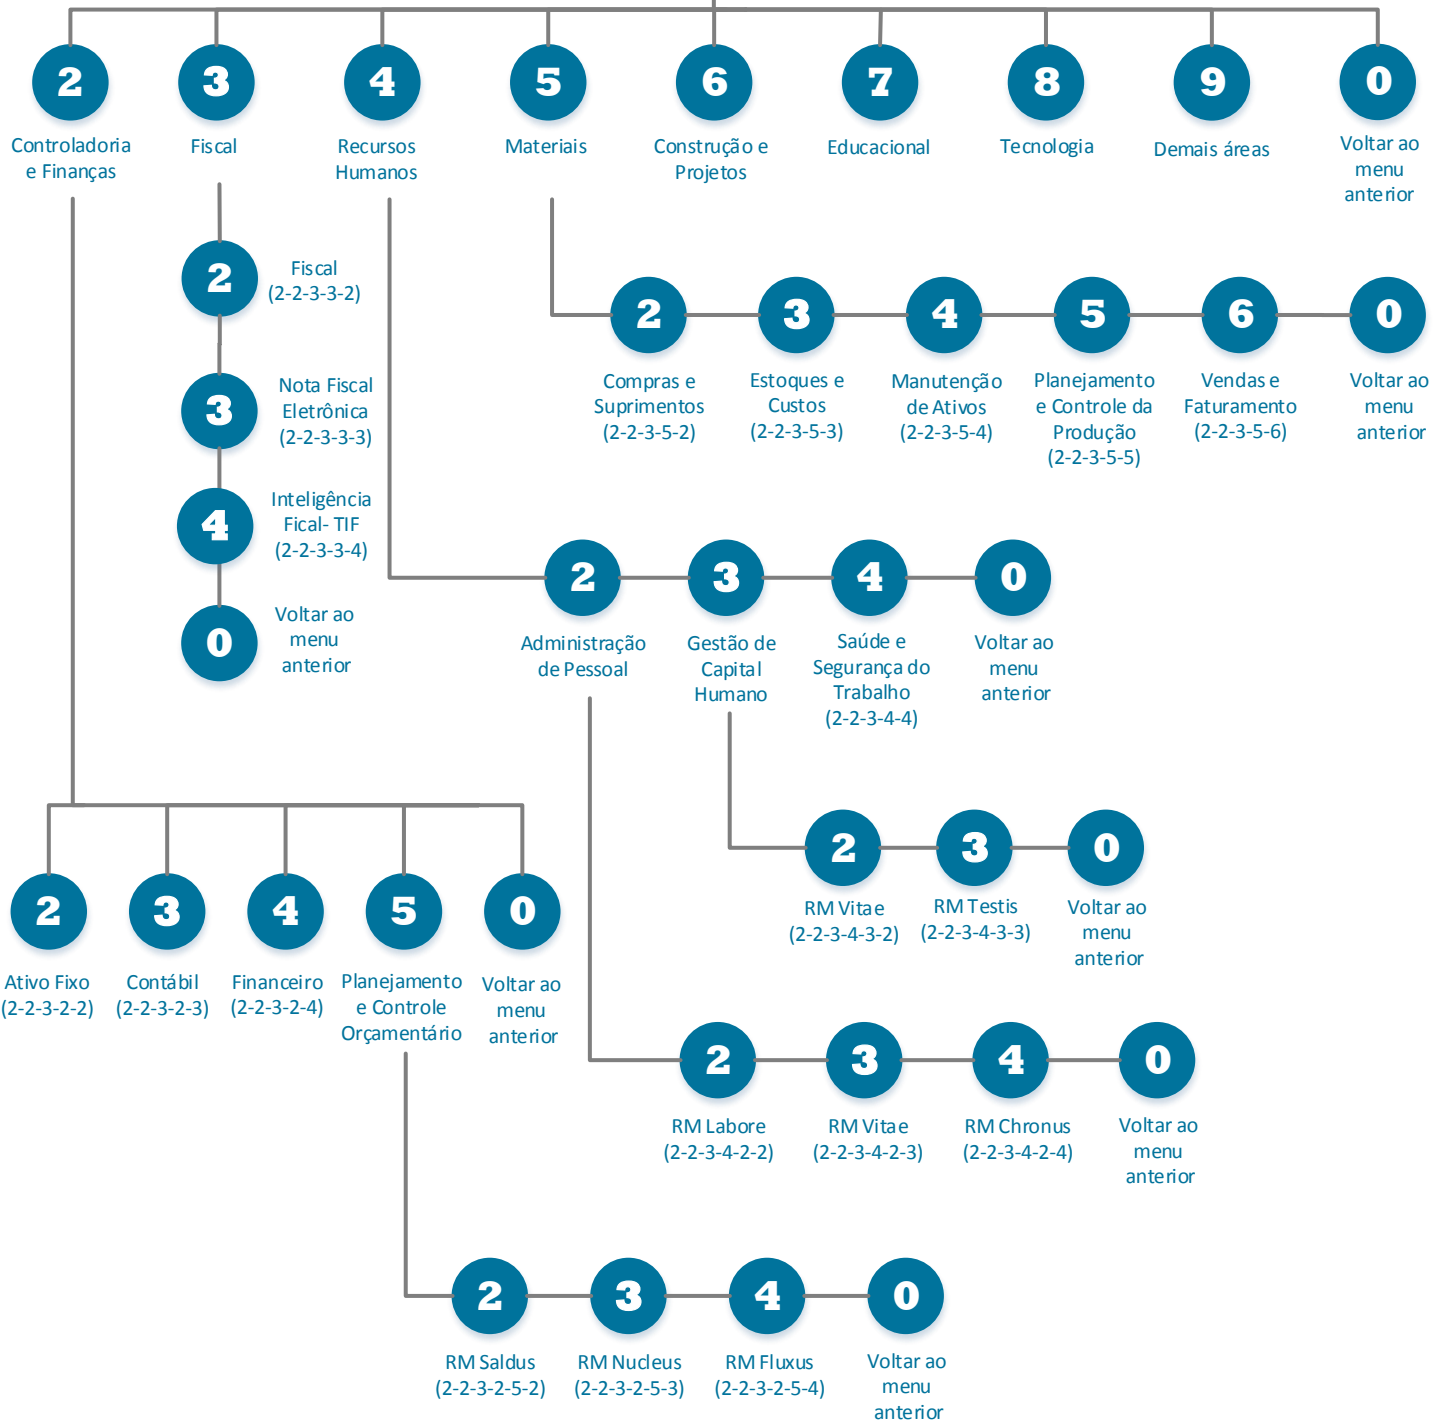 2
3
4
5
6
7
8
9
0
Controladoria
e Finanças
Fiscal
Recursos
Humanos
Materiais
Construção e
Projetos
Educacional
Tecnologia
Demais áreas
Voltar ao
menu
anterior
2
Fiscal
(2-2-3-3-2)
3
Nota Fiscal
Eletrônica
(2-2-3-3-3)
4
Inteligência
Fical- TIF
(2-2-3-3-4)
0
Voltar ao
menu
anterior
2
3
4
5
6
0
Compras e
Suprimentos
(2-2-3-5-2)
Estoques e
Custos
(2-2-3-5-3)
Manutenção
de Ativos
(2-2-3-5-4)
Planejamento
e Controle da
Produção
(2-2-3-5-5)
Vendas e
Faturamento
(2-2-3-5-6)
Voltar ao
menu
anterior
2
3
4
0
Administração
de Pessoal
Gestão de
Capital
Humano
Saúde e
Segurança do
Trabalho
(2-2-3-4-4)
Voltar ao
menu
anterior
2
3
0
RM Vitae
(2-2-3-4-3-2)
RM Testis
(2-2-3-4-3-3)
Voltar ao
menu
anterior
2
3
4
5
0
Ativo Fixo
(2-2-3-2-2)
Contábil
(2-2-3-2-3)
Financeiro
(2-2-3-2-4)
Planejamento
e Controle
Orçamentário
Voltar ao
menu
anterior
2
3
4
0
RM Labore
(2-2-3-4-2-2)
RM Vitae
(2-2-3-4-2-3)
RM Chronus
(2-2-3-4-2-4)
Voltar ao
menu
anterior
2
3
4
0
RM Saldus
(2-2-3-2-5-2)
RM Nucleus
(2-2-3-2-5-3)
RM Fluxus
(2-2-3-2-5-4)
Voltar ao
menu
anterior